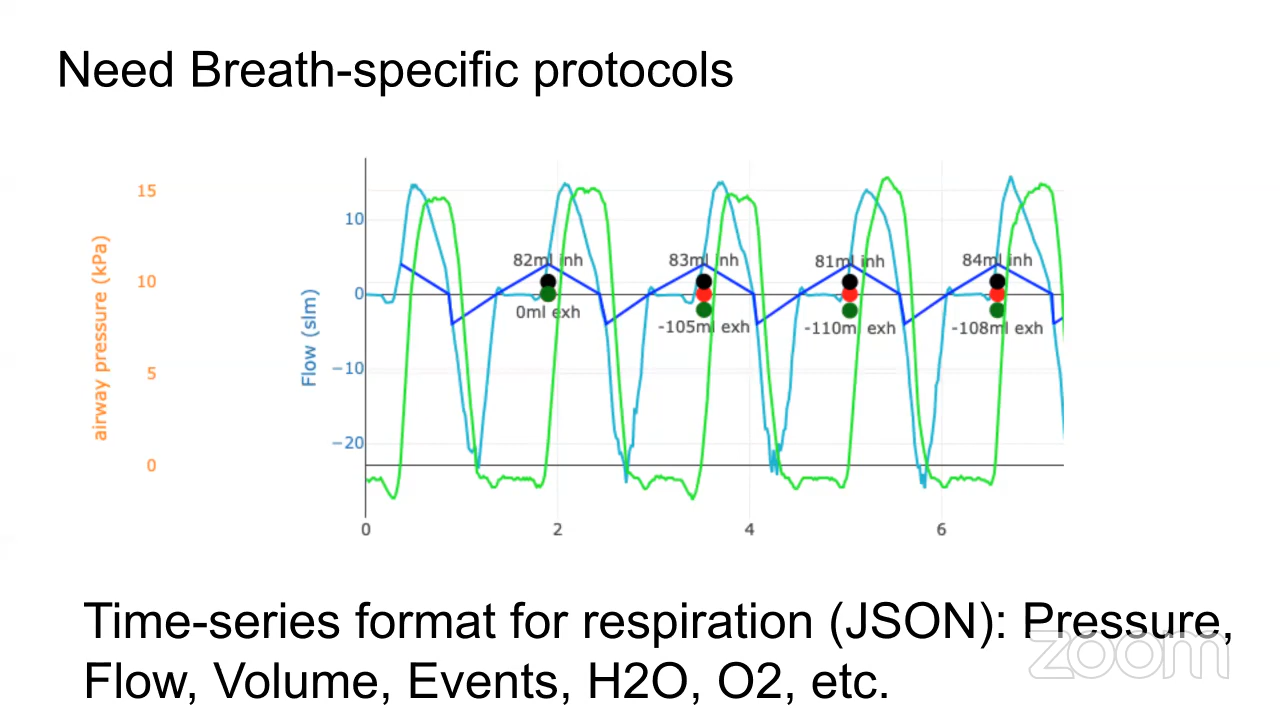 Need Breath-specific protocols
15
10
5
0
airway pressure (kPa)
10
0
−10
−20
Flow (slm)
82ml inh
83ml inh
81ml inh
84ml inh
0ml exh
-105ml exh
-110ml exh
-108ml exh
0
2
4
6
Time-series format for respiration (JSON): Pressure,
Flow, Volume, Events, H2O, O2, etc.
zoom